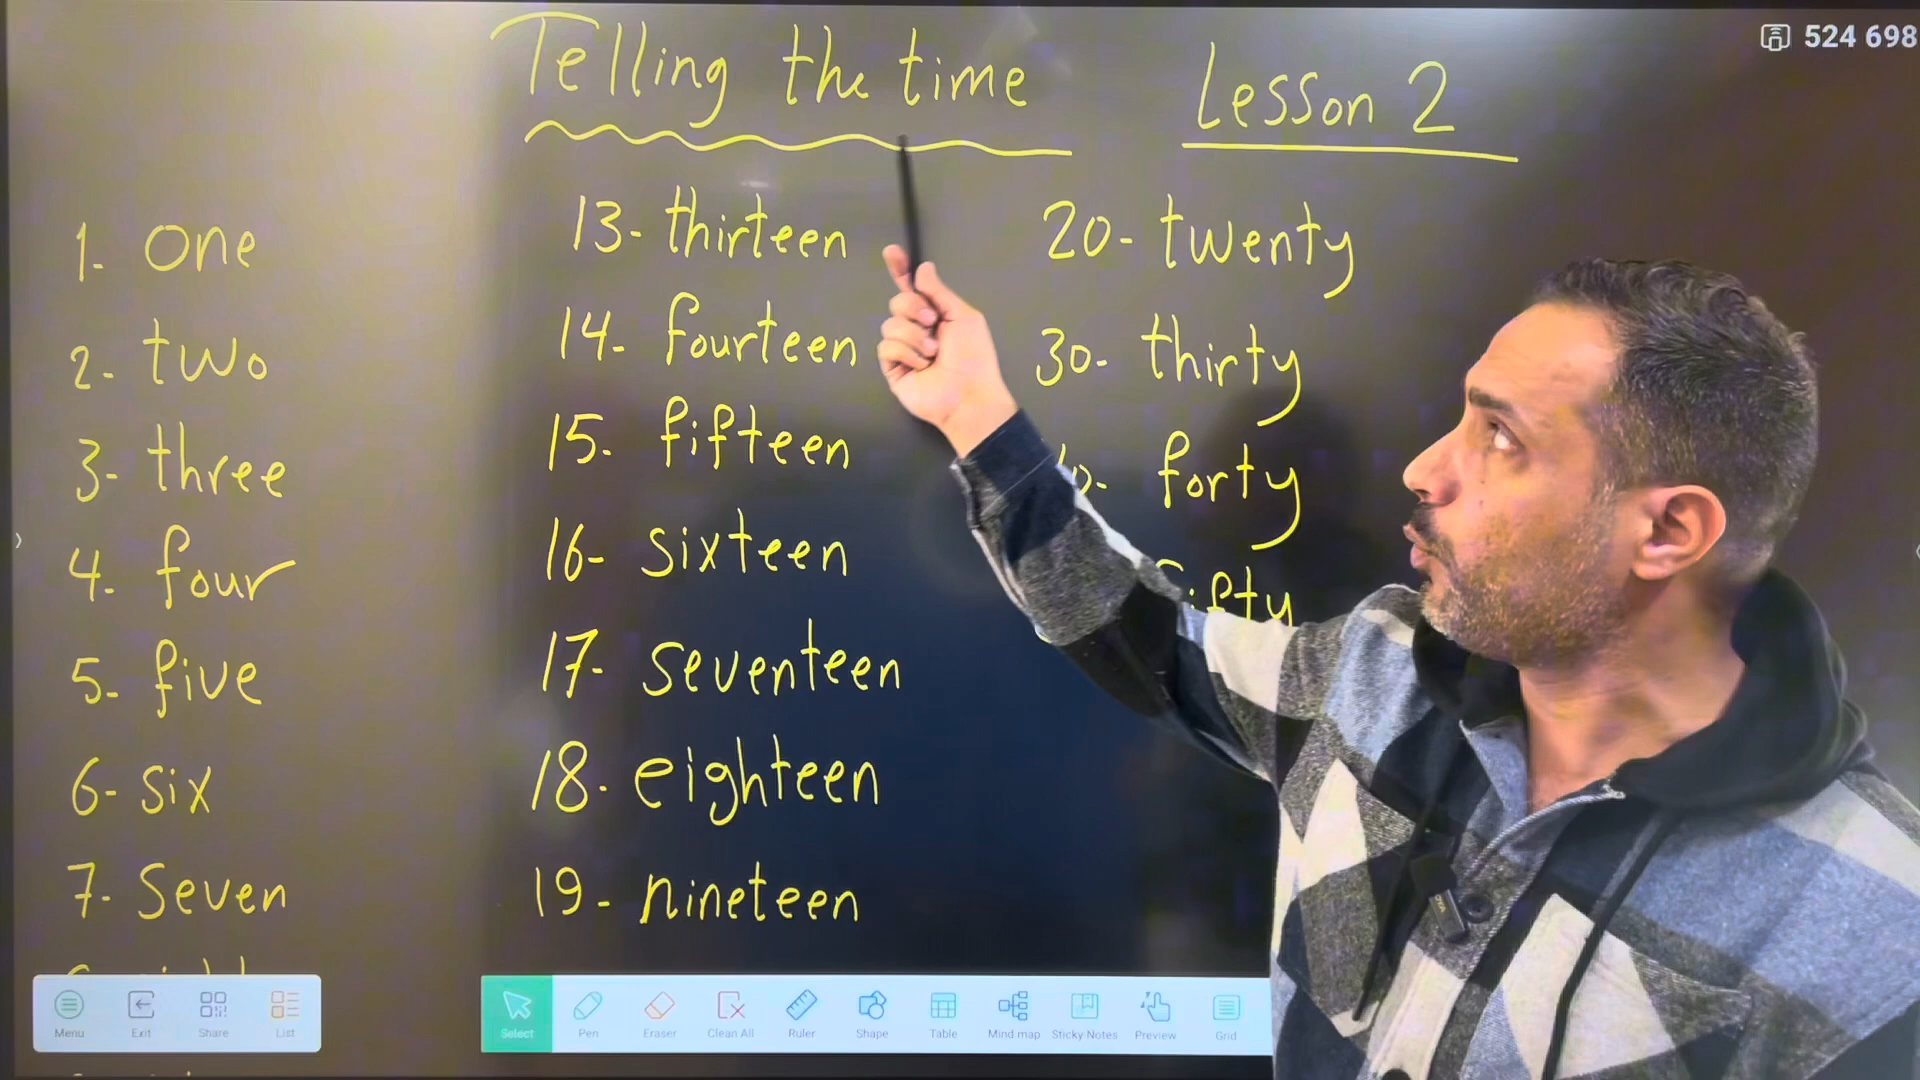 Telling the time
Lesson 2
524 698
1. one
2. two
3- three
4. four
5- five
6- six
7. Seven
13- thirteen
14- fourteen
15. fifteen
16- sixteen
17- seventeen
18. eighteen
19- nineteen
20- twenty
30- thirty
forty
Menu Exit Share List
Select Pen Eraser Clean All Ruler Shape Table Mind map Sticky Notes Preview Grid